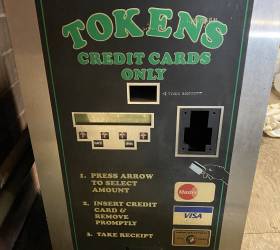 TOKENS
CREDIT CARDS
ONLY
1. PRESS ARROW
TO SELECT
AMOUNT
2. INSERT CREDIT
CARD &
REMOVE
PROMPTLY
3. TAKE RECEIPT
VISA